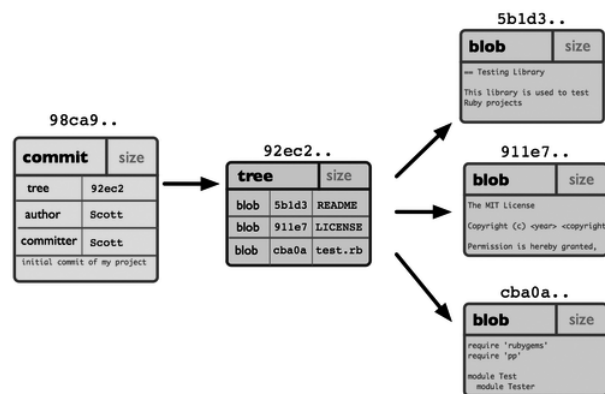 98ca9..
commit size
tree 92ec2
author Scott
committer Scott
initial commit of my project
92ec2..
tree size
blob 5b1d3 README
blob 911e7 LICENSE
blob cba0a test.rb
5b1d3..
blob size
== Testing Library
This library is used to test
Ruby projects
911e7..
blob size
The MIT License
Copyright (c) <year> <copyright
Permission is hereby granted,
cba0a..
blob size
require 'rubygems'
require 'pp'
module Test
module Tester